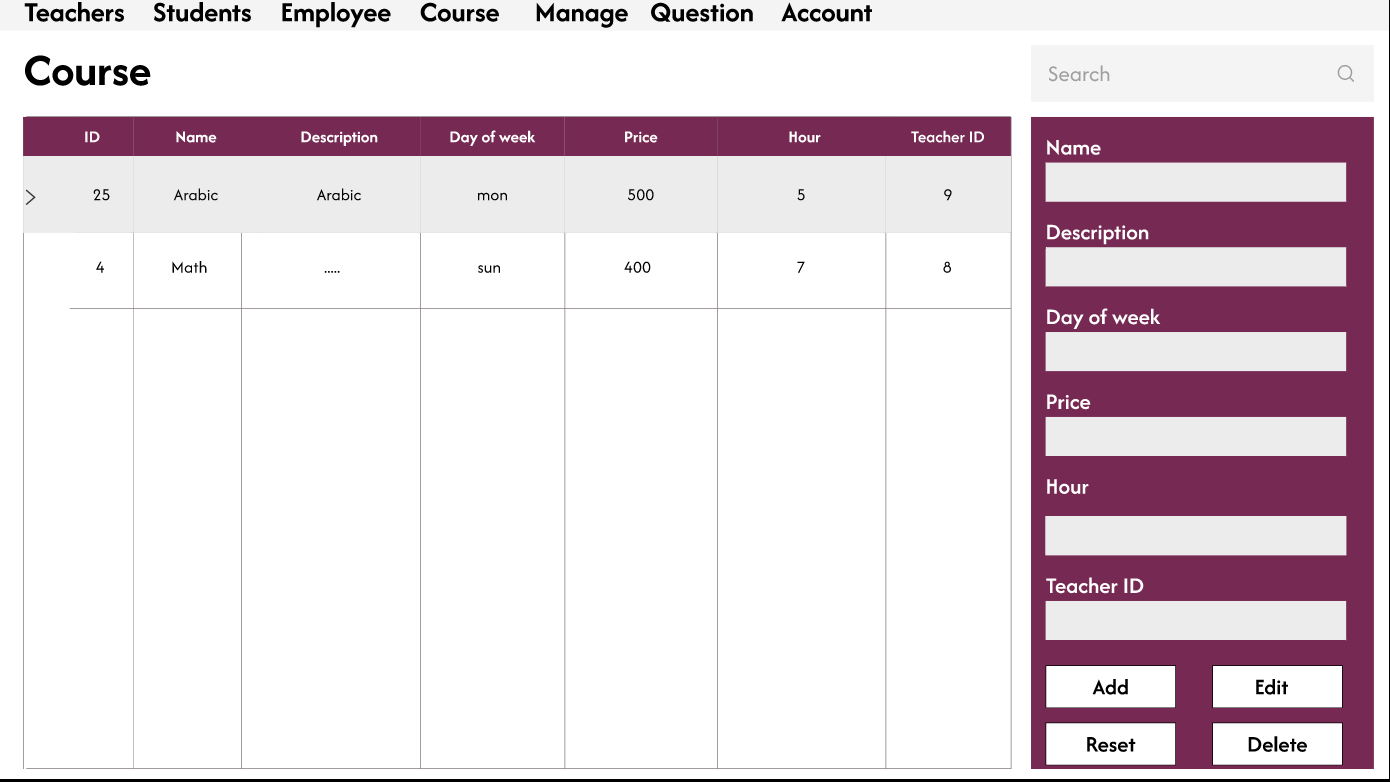 Teachers Students Employee Course Manage Question Account
Course
Search
ID Name Description Day of week Price Hour Teacher ID
25 Arabic Arabic mon 500 5 9
4 Math ..... sun 400 7 8
Name
Description
Day of week
Price
Hour
Teacher ID
Add Edit
Reset Delete